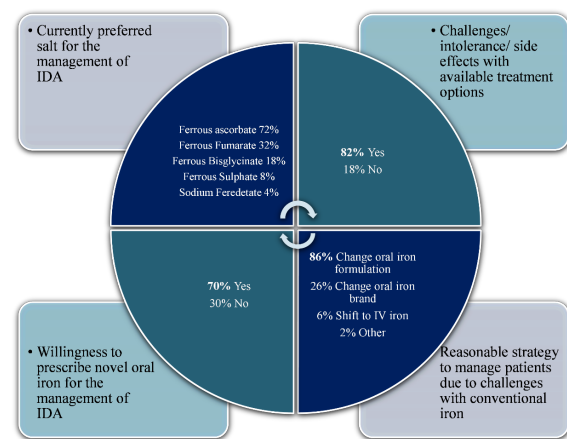 • Currently preferred
salt for the
management of
IDA
• Challenges/
intolerance/ side
effects with
available treatment
options
Ferrous ascorbate 72%
Ferrous Fumarate 32%
Ferrous Bisglycinate 18%
Ferrous Sulphate 8%
Sodium Feredetate 4%
82% Yes
18% No
70% Yes
30% No
86% Change oral iron
formulation
26% Change oral iron
brand
6% Shift to IV iron
2% Other
• Willingness to
prescribe novel oral
iron for the
management of
IDA
Reasonable strategy
to manage patients
due to challenges
with conventional
iron